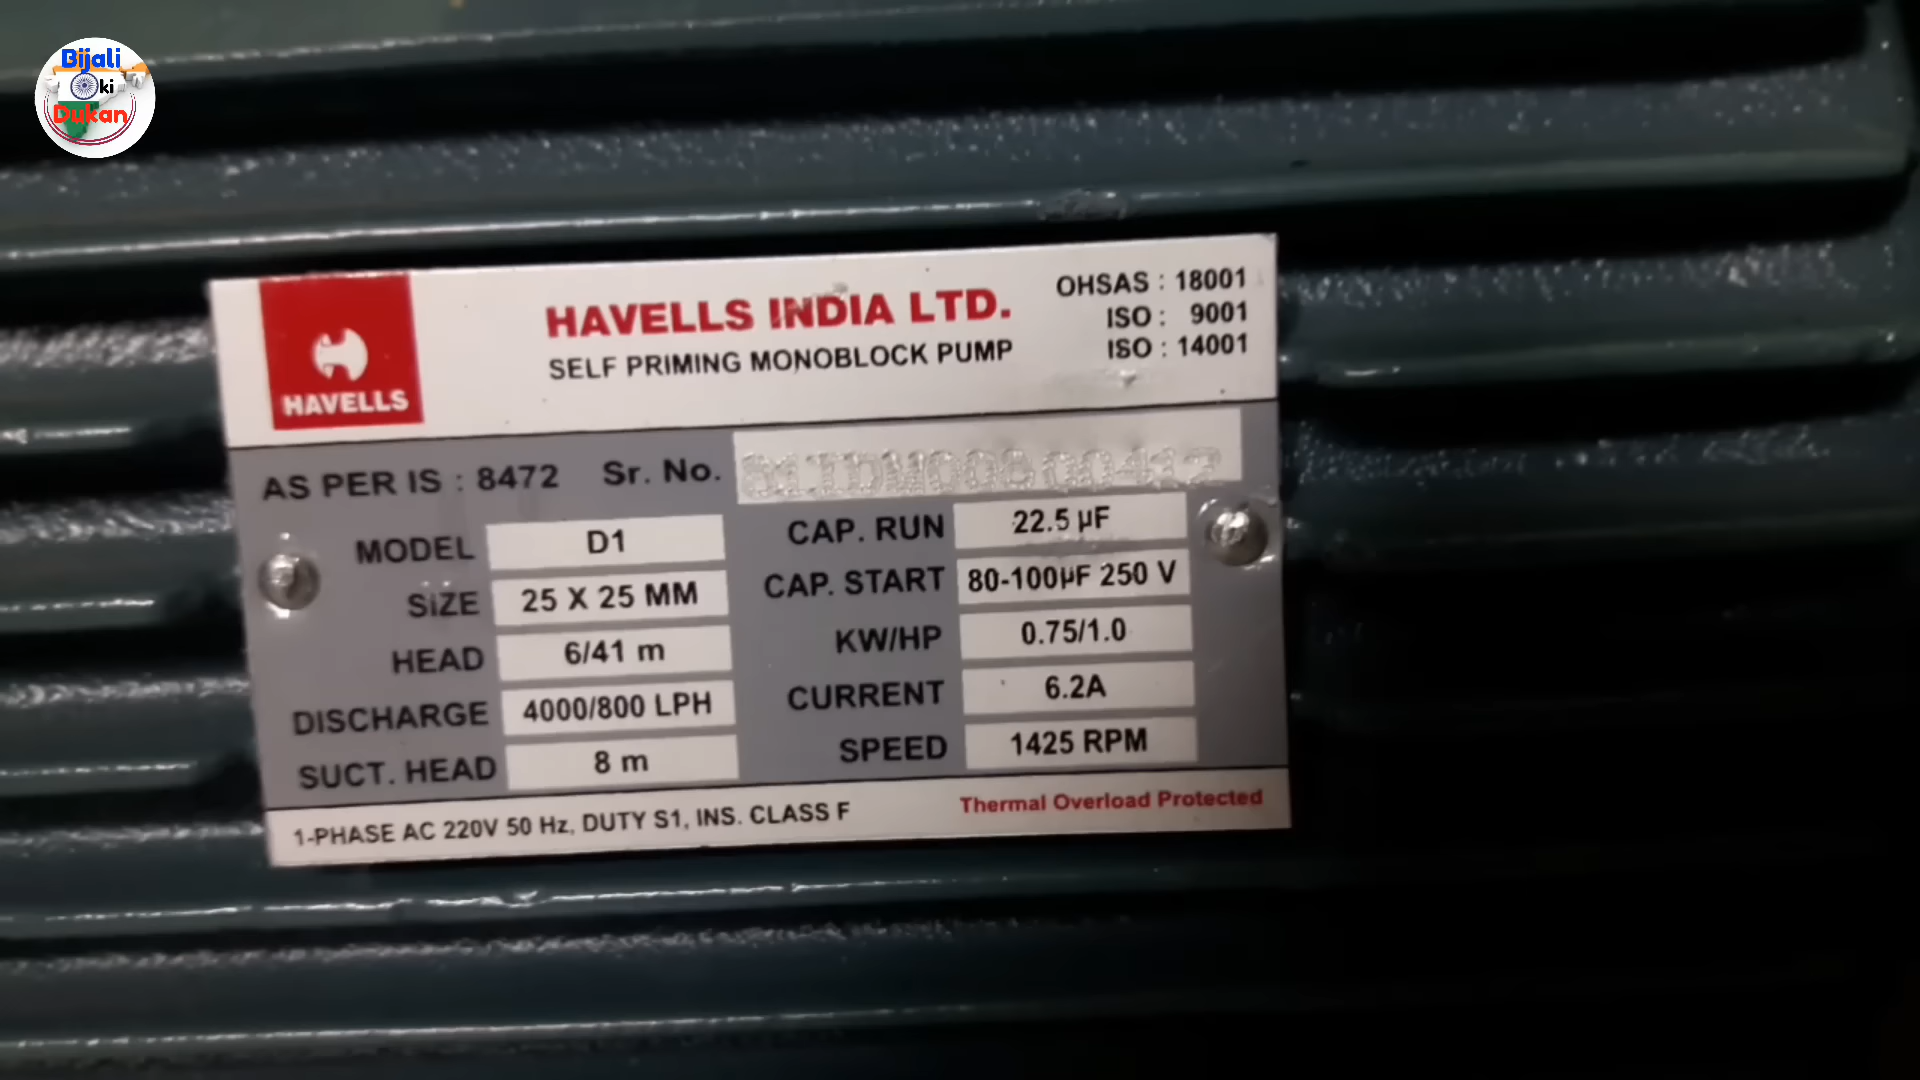 Bijali
ki
Dukan
HAVELLS
HAVELLS INDIA LTD.
SELF PRIMING MONOBLOCK PUMP
OHSAS : 18001
ISO : 9001
ISO : 14001
AS PER IS : 8472 Sr. No.
MODEL D1
SIZE 25 X 25 MM
HEAD 6/41 m
DISCHARGE 4000/800 LPH
SUCT. HEAD 8 m
CAP. RUN 22.5 µF
CAP. START 80-100µF 250 V
KW/HP 0.75/1.0
CURRENT 6.2A
SPEED 1425 RPM
1-PHASE AC 220V 50 Hz, DUTY S1, INS. CLASS F
Thermal Overload Protected